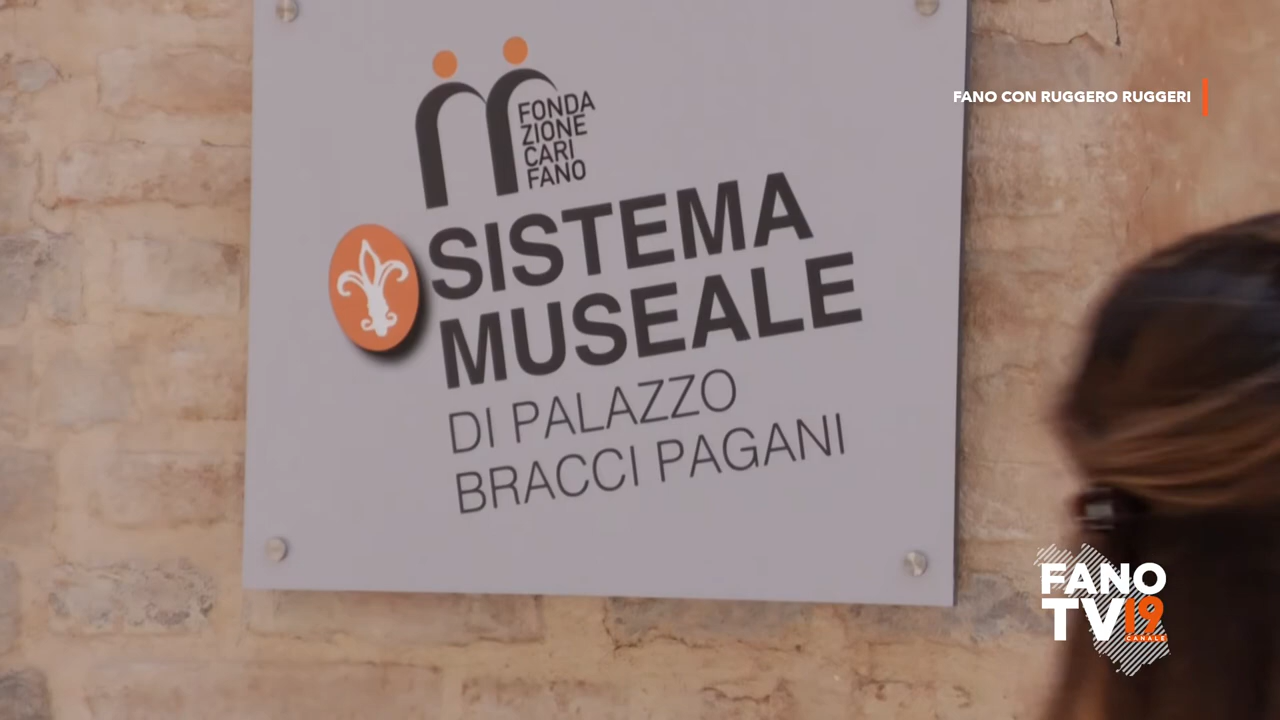 FANO CON RUGGERO RUGGERI
FONDA
ZIONE
CARI
FANO
SISTEMA
MUSEALE
DI PALAZZO
BRACCI PAGANI
FANO
TV19
CANALE